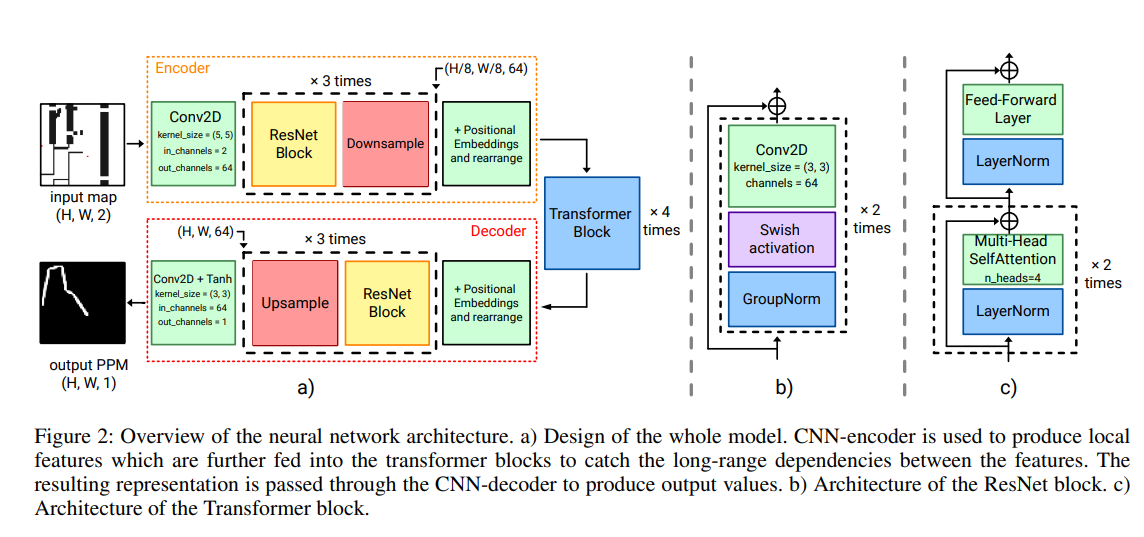 Encoder
× 3 times
(H/8, W/8, 64)
Conv2D
kernel_size = (5, 5)
in_channels = 2
out_channels = 64
ResNet
Block
Downsample
+ Positional
Embeddings
and rearrange
input map
(H, W, 2)
Transformer
Block
× 4
times
(H, W, 64)
× 3 times
Decoder
Conv2D + Tanh
kernel_size = (3, 3)
in_channels = 64
out_channels = 1
Upsample
ResNet
Block
+ Positional
Embeddings
and rearrange
output PPM
(H, W, 1)
a)
Conv2D
kernel_size = (3, 3)
channels = 64
Swish
activation
GroupNorm
× 2
times
b)
Feed-Forward
Layer
LayerNorm
Multi-Head
SelfAttention
n_heads=4
LayerNorm
× 2
times
c)
Figure 2: Overview of the neural network architecture. a) Design of the whole model. CNN-encoder is used to produce local
features which are further fed into the transformer blocks to catch the long-range dependencies between the features. The
resulting representation is passed through the CNN-decoder to produce output values. b) Architecture of the ResNet block. c)
Architecture of the Transformer block.